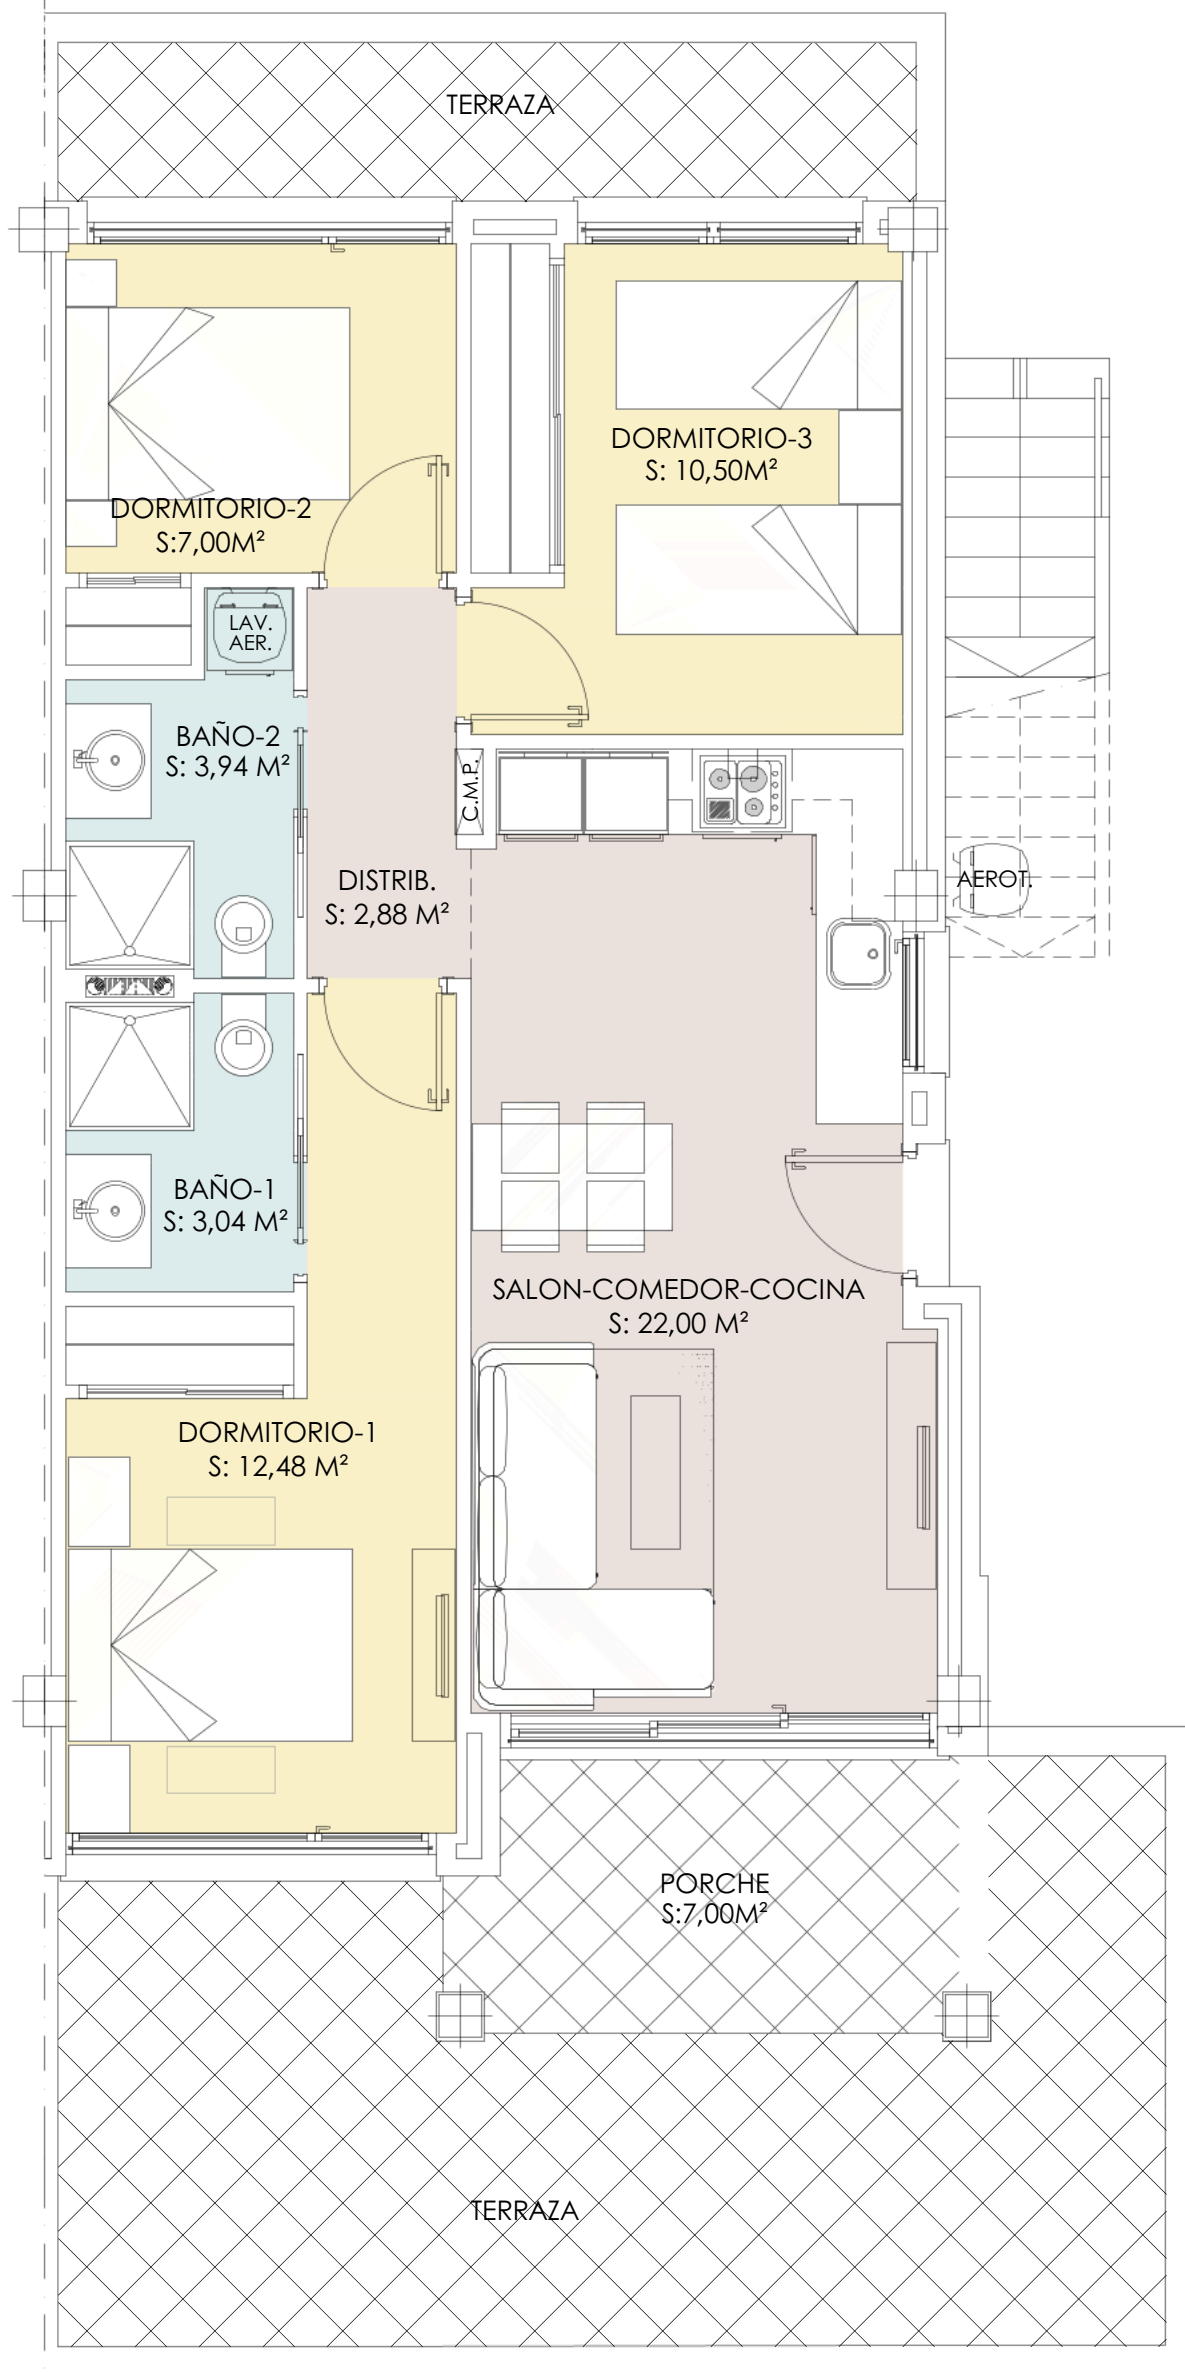 TERRAZA
DORMITORIO-3
S: 10,50M²
DORMITORIO-2
S:7,00M²
LAV.
AER.
BAÑO-2
S: 3,94 M²
C.M.P.
DISTRIB.
S: 2,88 M²
AEROT.
BAÑO-1
S: 3,04 M²
SALON-COMEDOR-COCINA
S: 22,00 M²
DORMITORIO-1
S: 12,48 M²
PORCHE
S:7,00M²
TERRAZA